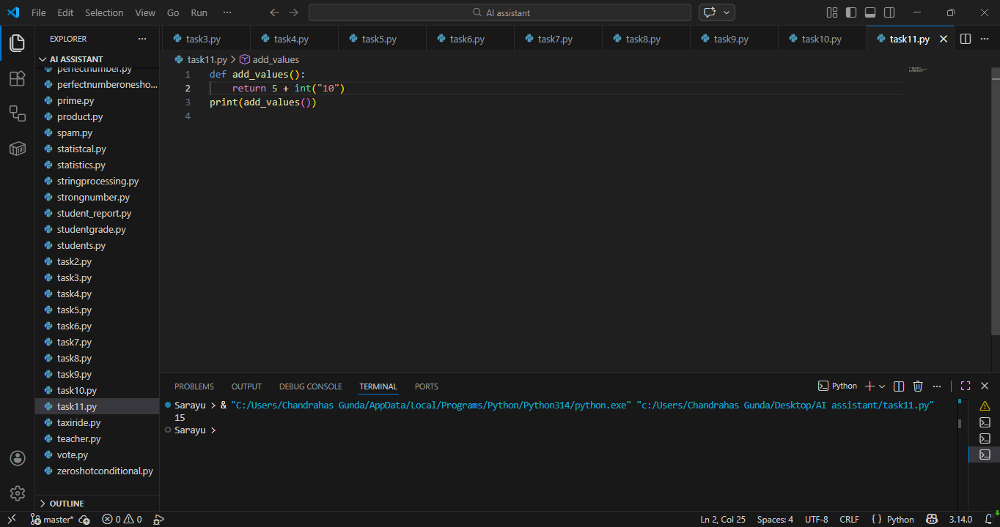 File Edit Selection View Go Run ···
AI assistant
EXPLORER ···
AI ASSISTANT
perfectnumber.py
perfectnumberonesho...
prime.py
product.py
spam.py
statistcal.py
statistics.py
stringprocessing.py
strongnumber.py
student_report.py
studentgrade.py
students.py
task2.py
task3.py
task4.py
task5.py
task6.py
task7.py
task8.py
task9.py
task10.py
task11.py
taxiride.py
teacher.py
vote.py
zeroshotconditional.py
OUTLINE
task3.py task4.py task5.py task6.py task7.py task8.py task9.py task10.py task11.py ···
task11.py > add_values
1 def add_values():
2 return 5 + int("10")
3 print(add_values())
4
PROBLEMS OUTPUT DEBUG CONSOLE TERMINAL PORTS
Python ···
Sarayu > & "C:/Users/Chandrahas Gunda/AppData/Local/Programs/Python/Python314/python.exe" "c:/Users/Chandrahas Gunda/Desktop/AI assistant/task11.py"
15
Sarayu >
master* 0 0
Ln 2, Col 25 Spaces: 4 UTF-8 CRLF { } Python 3.14.0